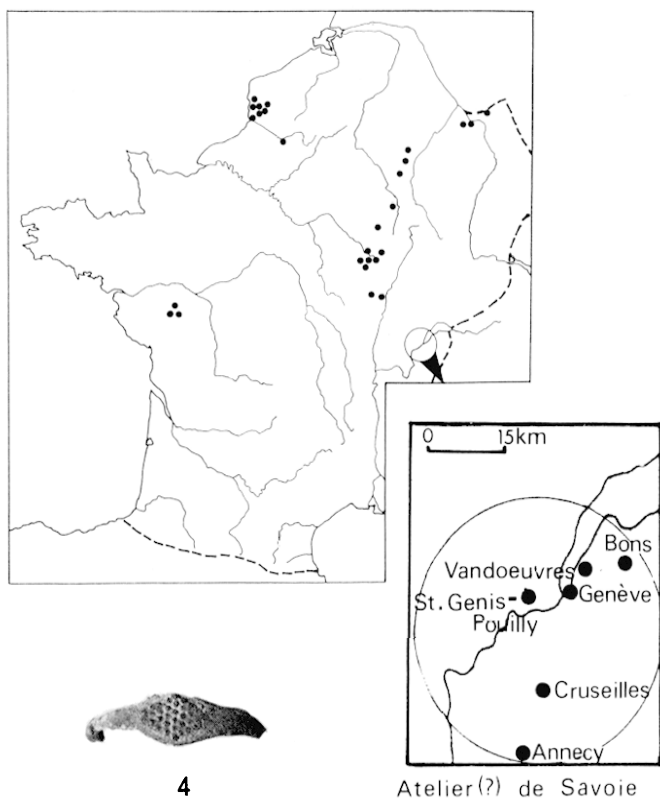 0 15km
Bons
Vandoeuvres
Genève
St. Genis-
Pouilly
Cruseilles
Annecy
4
Atelier (?) de Savoie